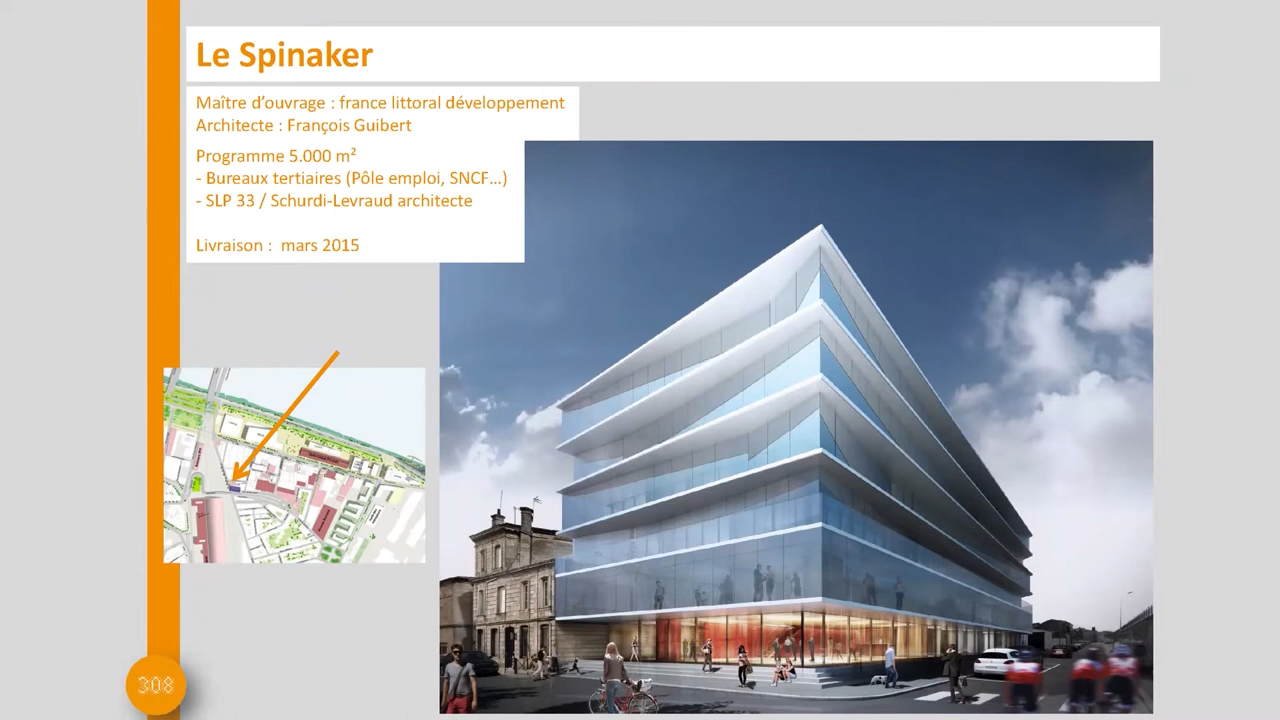 Le Spinaker
Maître d’ouvrage : france littoral développement
Architecte : François Guibert
Programme 5.000 m²
- Bureaux tertiaires (Pôle emploi, SNCF…)
- SLP 33 / Schurdi-Levraud architecte
Livraison : mars 2015
308